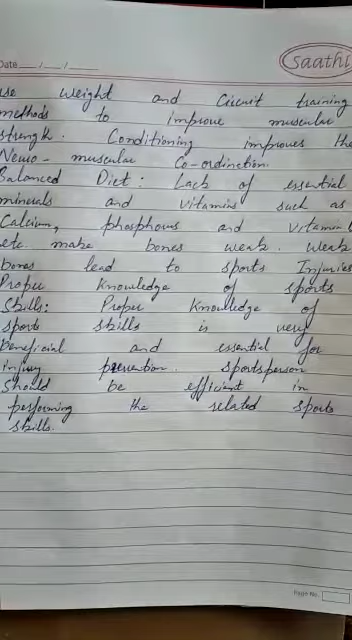 Date ___/___/___
Saathi
use weight and Circuit training
methods to improve muscular
strength. Conditioning improves the
Neuro-muscular Co-ordination.
Balanced Diet: Lack of essential
minerals and vitamins such as
Calcium, phosphorus and vitamin
etc. make bones weak. Weak
bones lead to sports Injuries
Proper Knowledge of sports
Skills: Proper Knowledge of
sports skills is very
beneficial and essential for
injury prevention. sportsperson
should be efficient in
performing the related sports
skills.
Page No.